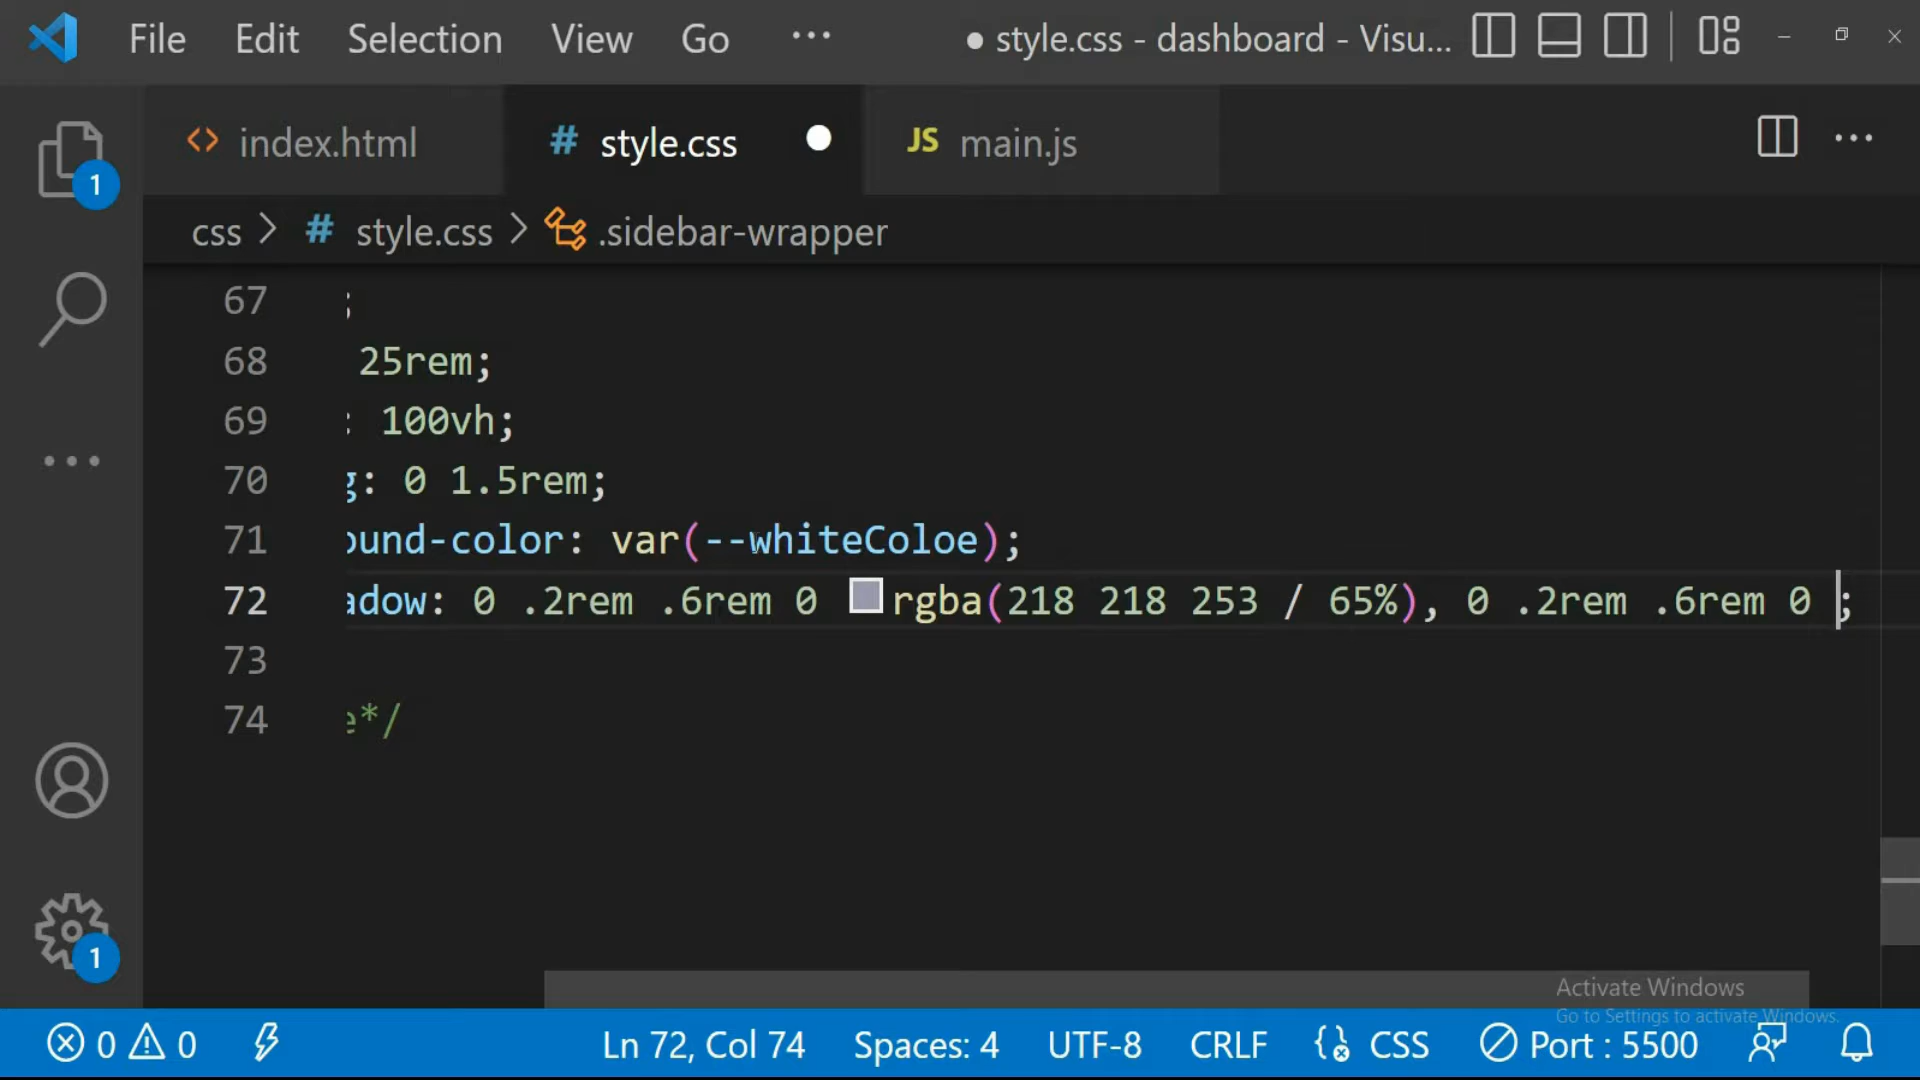 File Edit Selection View Go ··· ● style.css - dashboard - Visu...
<> index.html # style.css ● JS main.js ···
1
css > # style.css > .sidebar-wrapper
67 ;
68 25rem;
69 : 100vh;
70 g: 0 1.5rem;
71 ound-color: var(--whiteColoe);
72 adow: 0 .2rem .6rem 0 rgba(218 218 253 / 65%), 0 .2rem .6rem 0 ;
73
74 e*/
1
Activate Windows
Go to Settings to activate Windows.
0 0 Ln 72, Col 74 Spaces: 4 UTF-8 CRLF CSS Port : 5500